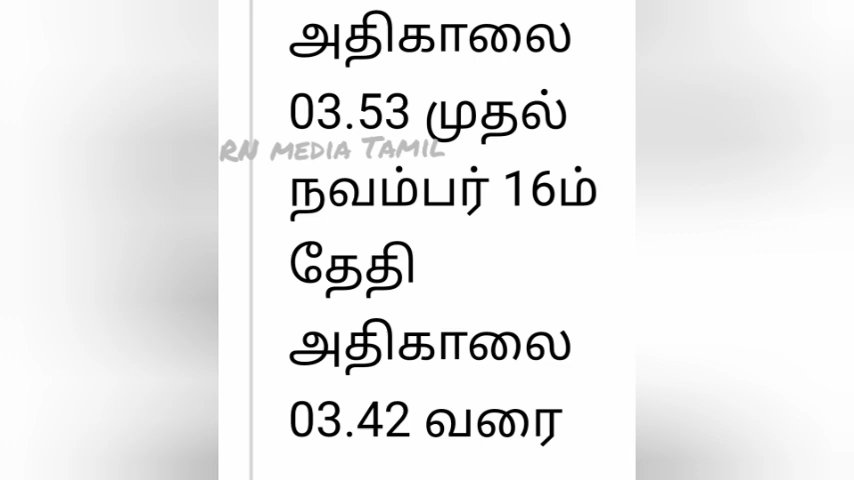 அதிகாலை
03.53 முதல்
RN MEDIA TAMIL
நவம்பர் 16ம்
தேதி
அதிகாலை
03.42 வரை